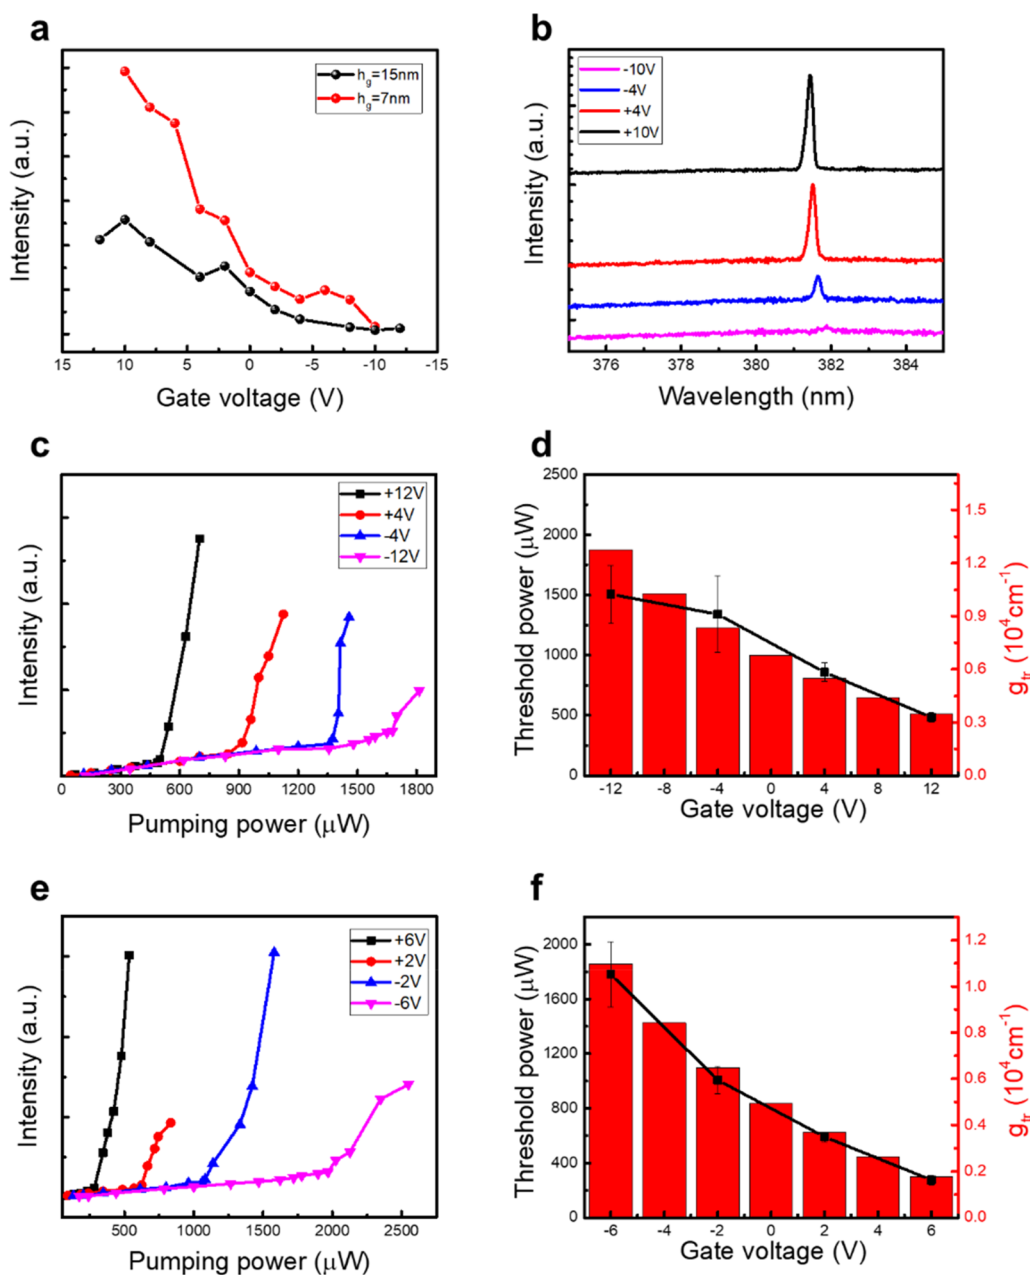 a
Intensity (a.u.)
h_g=15nm
h_g=7nm
15 10 5 0 -5 -10 -15
Gate voltage (V)
b
Intensity (a.u.)
-10V
-4V
+4V
+10V
376 378 380 382 384
Wavelength (nm)
c
Intensity (a.u.)
+12V
+4V
-4V
-12V
0 300 600 900 1200 1500 1800
Pumping power (μW)
d
Threshold power (μW)
2500
2000
1500
1000
500
0
-12 -8 -4 0 4 8 12
Gate voltage (V)
1.5
1.2
0.9
0.6
0.3
0.0
g_tr (10⁴cm⁻¹)
e
Intensity (a.u.)
+6V
+2V
-2V
-6V
500 1000 1500 2000 2500
Pumping power (μW)
f
Threshold power (μW)
2000
1600
1200
800
400
0
-6 -4 -2 0 2 4 6
Gate voltage (V)
1.2
1.0
0.8
0.6
0.4
0.2
0.0
g_tr (10⁴cm⁻¹)